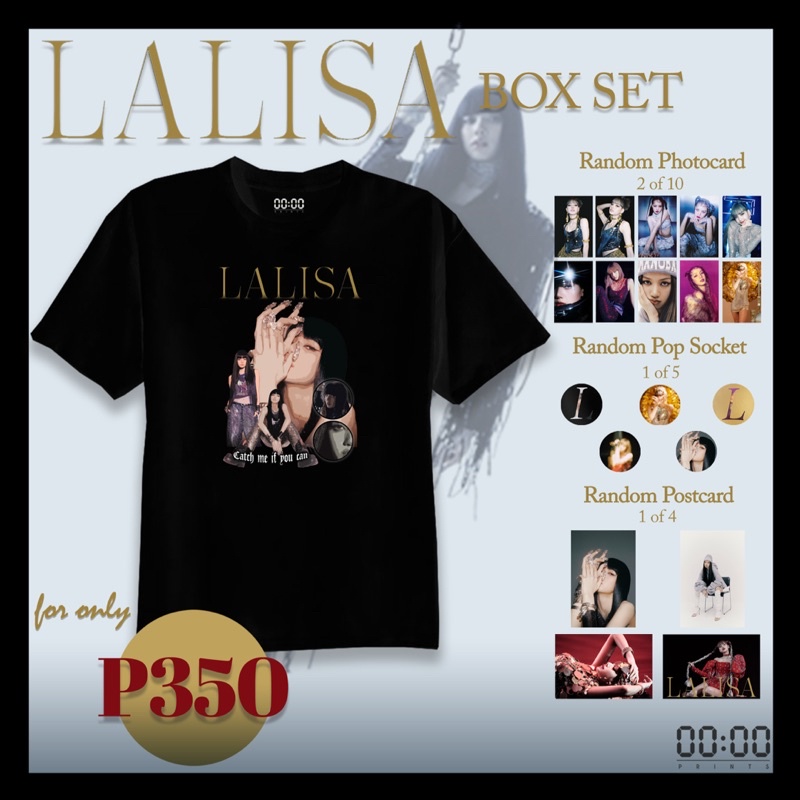 LALISA BOX SET
Random Photocard
2 of 10
00:00
LALISA
Random Pop Socket
1 of 5
L
L
Catch me if you can
Random Postcard
1 of 4
for only
P350
LALISA
00:00
PRINTS